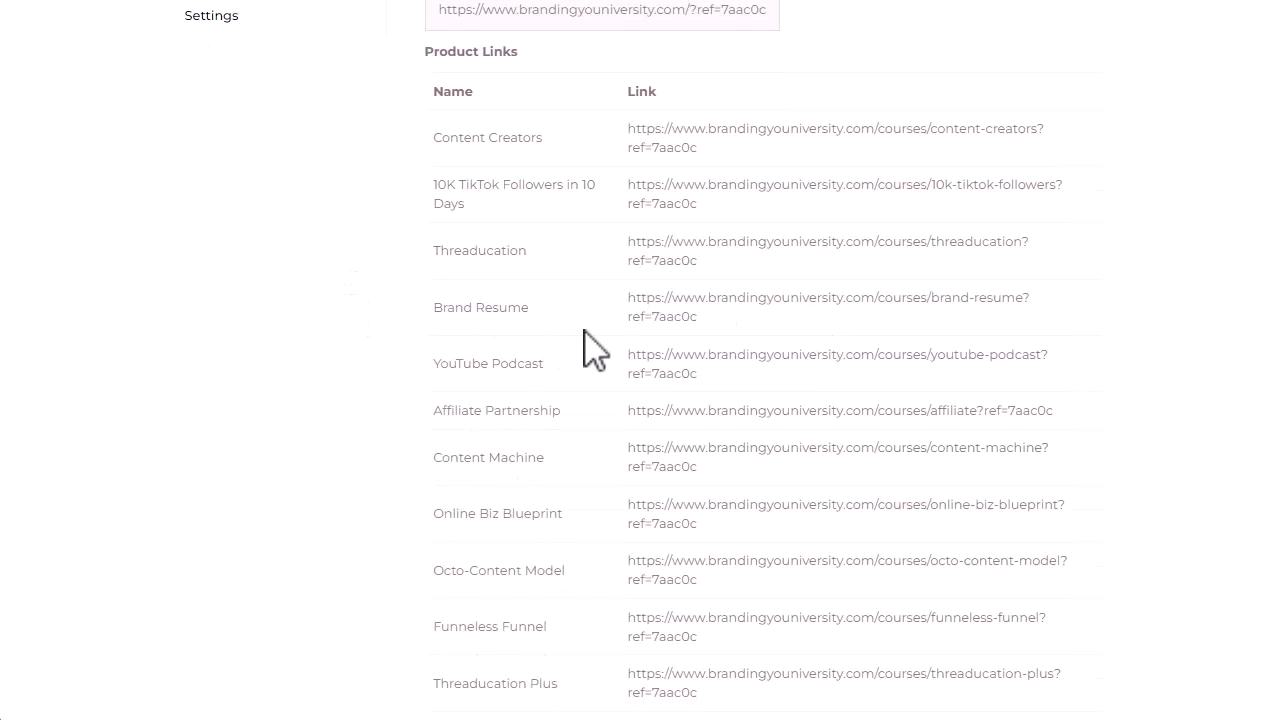 Settings
https://www.brandingyouniversity.com/?ref=7aac0c
Product Links
Name Link
Content Creators https://www.brandingyouniversity.com/courses/content-creators?
ref=7aac0c
10K TikTok Followers in 10 https://www.brandingyouniversity.com/courses/10k-tiktok-followers?
Days ref=7aac0c
Threaducation https://www.brandingyouniversity.com/courses/threaducation?
ref=7aac0c
Brand Resume https://www.brandingyouniversity.com/courses/brand-resume?
ref=7aac0c
YouTube Podcast https://www.brandingyouniversity.com/courses/youtube-podcast?
ref=7aac0c
Affiliate Partnership https://www.brandingyouniversity.com/courses/affiliate?ref=7aac0c
Content Machine https://www.brandingyouniversity.com/courses/content-machine?
ref=7aac0c
Online Biz Blueprint https://www.brandingyouniversity.com/courses/online-biz-blueprint?
ref=7aac0c
Octo-Content Model https://www.brandingyouniversity.com/courses/octo-content-model?
ref=7aac0c
Funneless Funnel https://www.brandingyouniversity.com/courses/funneless-funnel?
ref=7aac0c
Threaducation Plus https://www.brandingyouniversity.com/courses/threaducation-plus?
ref=7aac0c